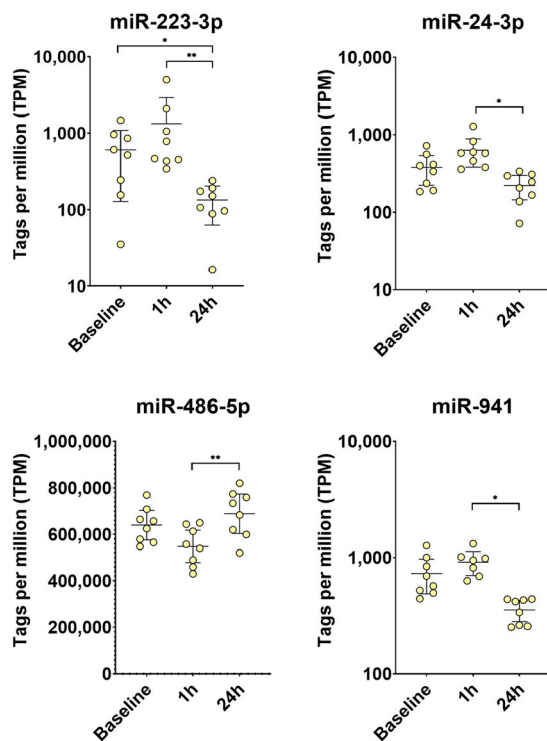 miR-223-3p
Tags per million (TPM)
10,000
1,000
100
10
*
**
Baseline
1h
24h
miR-24-3p
Tags per million (TPM)
10,000
1,000
100
10
*
Baseline
1h
24h
miR-486-5p
Tags per million (TPM)
1,000,000
800,000
600,000
400,000
200,000
0
**
Baseline
1h
24h
miR-941
Tags per million (TPM)
10,000
1,000
100
*
Baseline
1h
24h